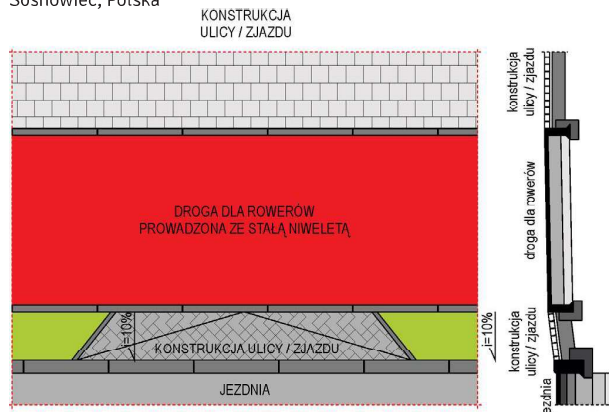 Sosnowiec, Polska
KONSTRUKCJA
ULICY / ZJAZDU
DROGA DLA ROWERÓW
PROWADZONA ZE STAŁĄ NIWELETĄ
i=10%
KONSTRUKCJA ULICY / ZJAZDU
i=10%
JEZDNIA
konstrukcja
ulicy / zjazdu
droga dla rowerów
konstrukcja
ulicy / zjazdu
jezdnia
i=10%